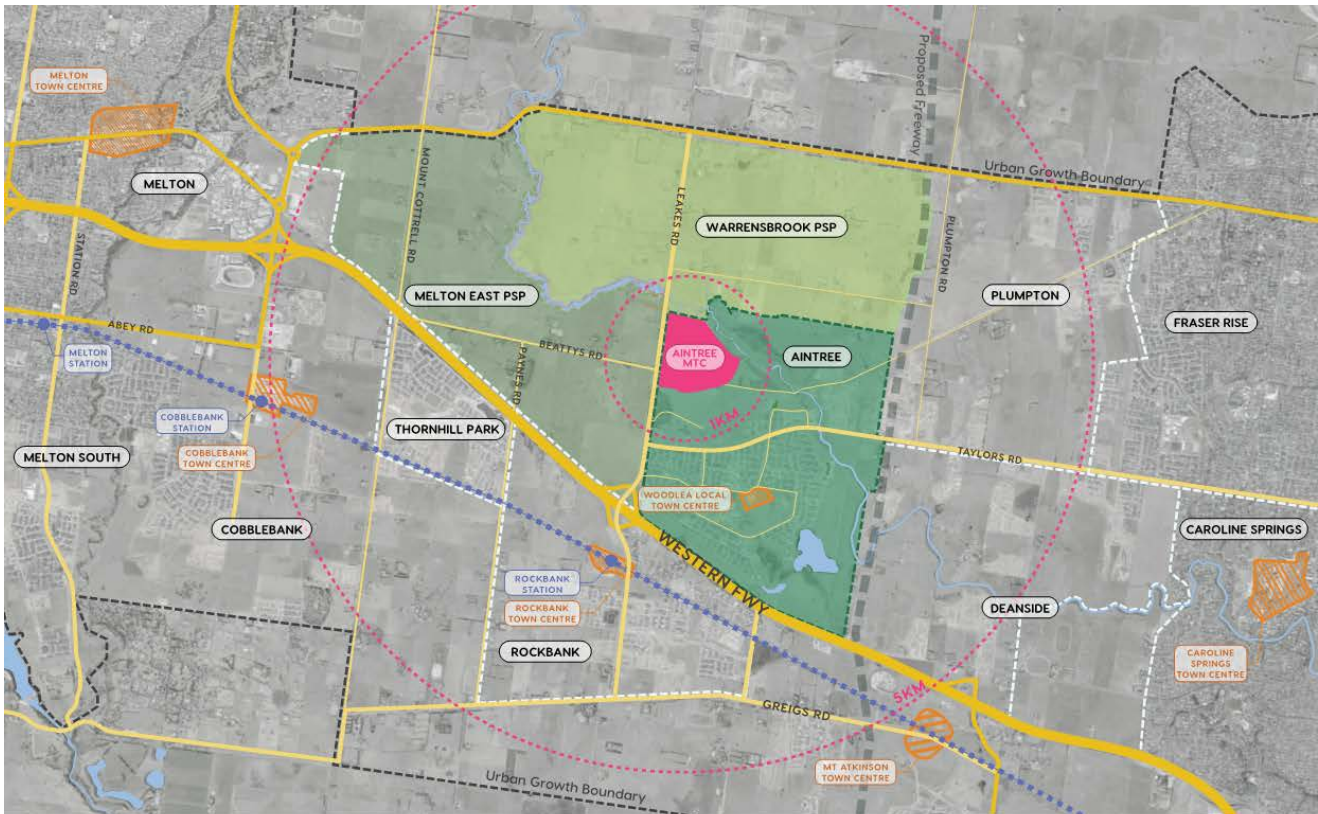 MELTON
TOWN CENTRE
MELTON
STATION RD
ABEY RD
MELTON
STATION
COBBLEBANK
STATION
COBBLEBANK
TOWN CENTRE
MELTON SOUTH
COBBLEBANK
MOUNT COTTRELL RD
MELTON EAST PSP
PAYNES RD
BEATTYS RD
THORNHILL PARK
LEAKES RD
WARRENSBROOK PSP
AINTREE
MTC
AINTREE
1KM
WOODLEA LOCAL
TOWN CENTRE
ROCKBANK
STATION
ROCKBANK
TOWN CENTRE
ROCKBANK
WESTERN FWY
GREIGS RD
5KM
MT ATKINSON
TOWN CENTRE
Urban Growth Boundary
Proposed Freeway
PLUMPTON RD
Urban Growth Boundary
PLUMPTON
FRASER RISE
TAYLORS RD
DEANSIDE
CAROLINE SPRINGS
CAROLINE
SPRINGS
TOWN CENTRE